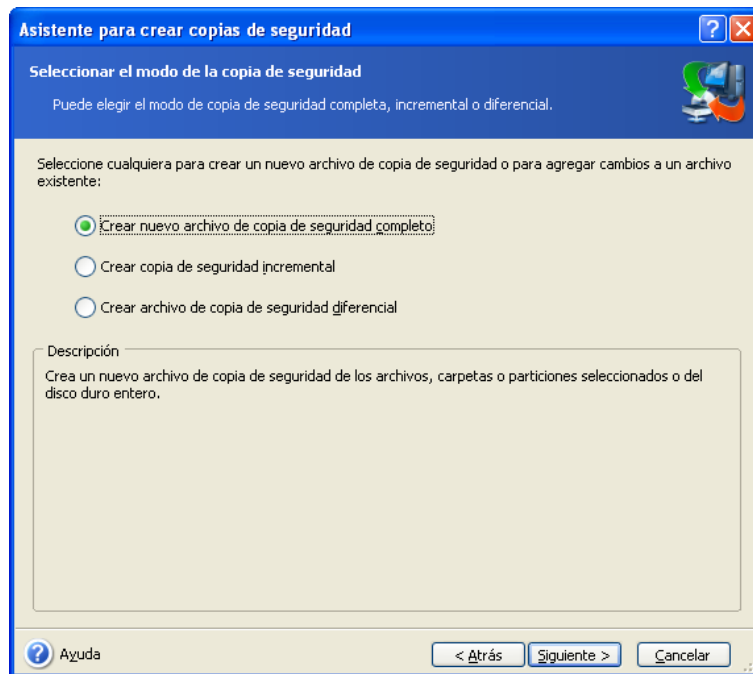 Asistente para crear copias de seguridad
Seleccionar el modo de la copia de seguridad
Puede elegir el modo de copia de seguridad completa, incremental o diferencial.
Seleccione cualquiera para crear un nuevo archivo de copia de seguridad o para agregar cambios a un archivo
existente:
Crear nuevo archivo de copia de seguridad completo
Crear copia de seguridad incremental
Crear archivo de copia de seguridad diferencial
Descripción
Crea un nuevo archivo de copia de seguridad de los archivos, carpetas o particiones seleccionados o del
disco duro entero.
Ayuda
< Atrás
Siguiente >
Cancelar